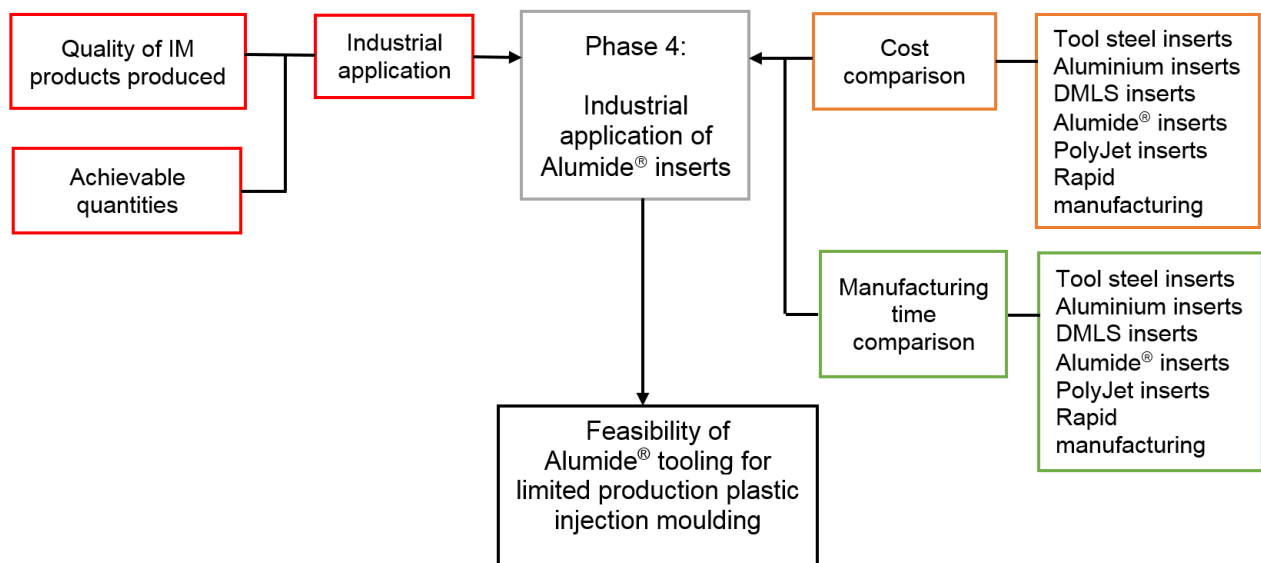 Quality of IM
products produced
Achievable
quantities
Industrial
application
Phase 4:
Industrial
application of
Alumide® inserts
Cost
comparison
Tool steel inserts
Aluminium inserts
DMLS inserts
Alumide® inserts
PolyJet inserts
Rapid
manufacturing
Manufacturing
time
comparison
Tool steel inserts
Aluminium inserts
DMLS inserts
Alumide® inserts
PolyJet inserts
Rapid
manufacturing
Feasibility of
Alumide® tooling for
limited production plastic
injection moulding